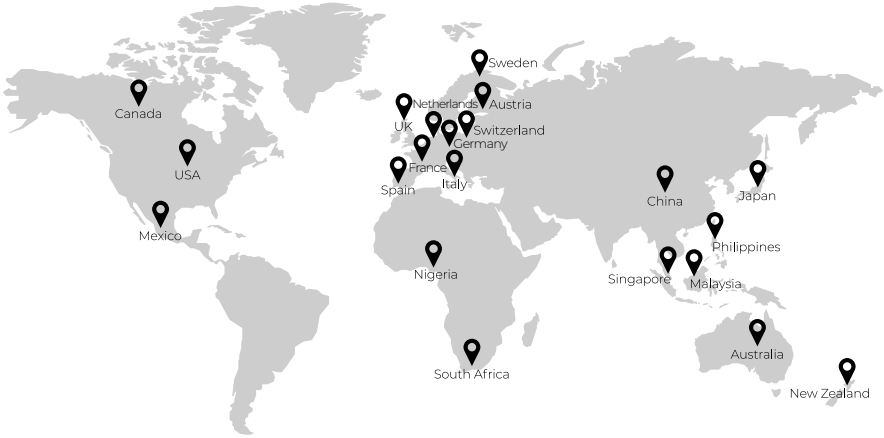 Sweden
Canada
Netherlands
Austria
UK
Switzerland
Germany
USA
France
Italy
Spain
China
Japan
Mexico
Philippines
Nigeria
Singapore
Malaysia
Australia
South Africa
New Zealand